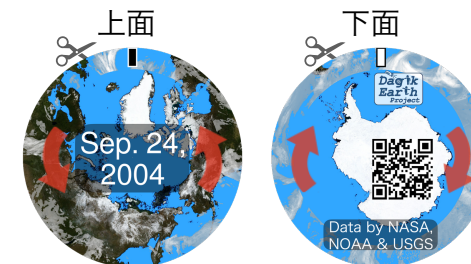 上面
下面
Sep. 24,
2004
Dagik
Earth
Project
Data by NASA,
NOAA & USGS